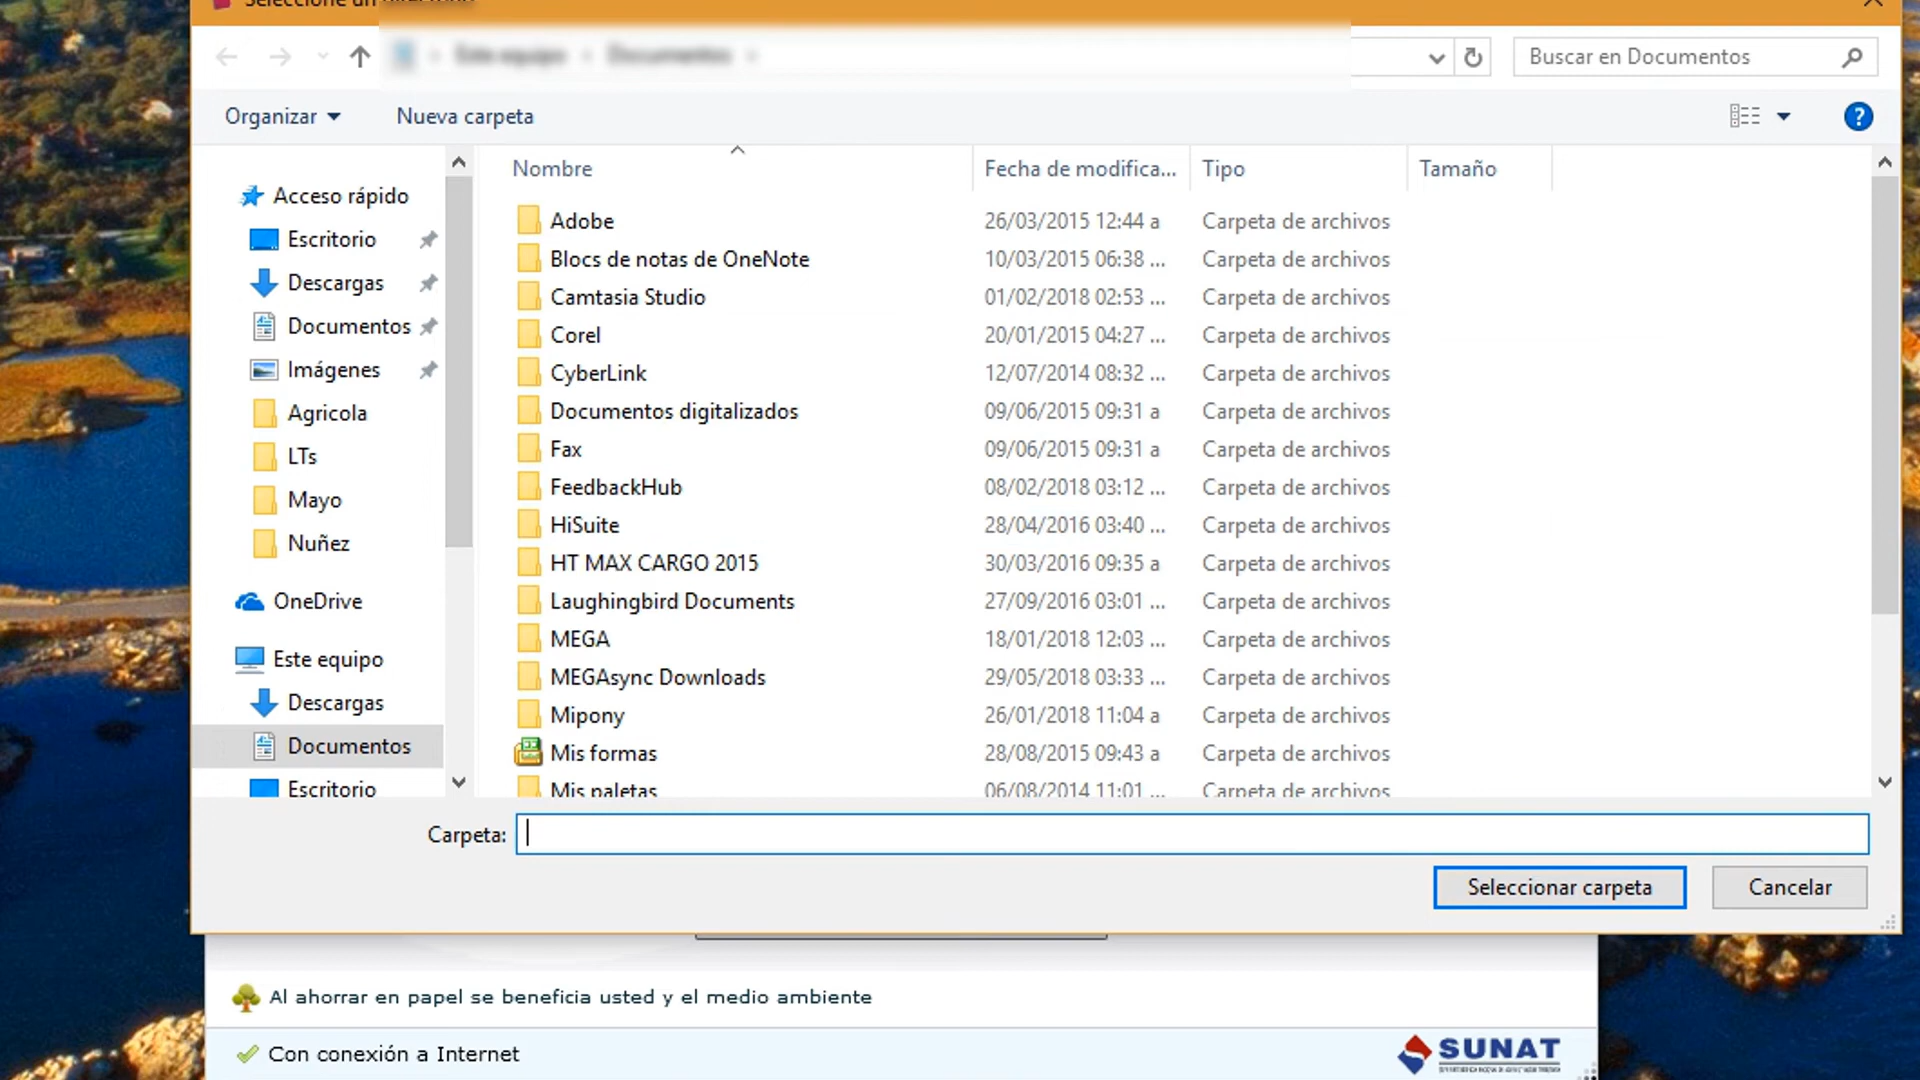 Seleccione un directorio
Este equipo Documentos
Buscar en Documentos
Organizar Nueva carpeta
Nombre Fecha de modifica... Tipo Tamaño
Acceso rápido
Escritorio
Descargas
Documentos
Imágenes
Agricola
LTs
Mayo
Nuñez
OneDrive
Este equipo
Descargas
Documentos
Escritorio
Adobe 26/03/2015 12:44 a Carpeta de archivos
Blocs de notas de OneNote 10/03/2015 06:38 ... Carpeta de archivos
Camtasia Studio 01/02/2018 02:53 ... Carpeta de archivos
Corel 20/01/2015 04:27 ... Carpeta de archivos
CyberLink 12/07/2014 08:32 ... Carpeta de archivos
Documentos digitalizados 09/06/2015 09:31 a Carpeta de archivos
Fax 09/06/2015 09:31 a Carpeta de archivos
FeedbackHub 08/02/2018 03:12 ... Carpeta de archivos
HiSuite 28/04/2016 03:40 ... Carpeta de archivos
HT MAX CARGO 2015 30/03/2016 09:35 a Carpeta de archivos
Laughingbird Documents 27/09/2016 03:01 ... Carpeta de archivos
MEGA 18/01/2018 12:03 ... Carpeta de archivos
MEGAsync Downloads 29/05/2018 03:33 ... Carpeta de archivos
Mipony 26/01/2018 11:04 a Carpeta de archivos
Mis formas 28/08/2015 09:43 a Carpeta de archivos
Mis paletas 06/08/2014 11:01 ... Carpeta de archivos
Carpeta:
Seleccionar carpeta Cancelar
Al ahorrar en papel se beneficia usted y el medio ambiente
Con conexión a Internet
SUNAT